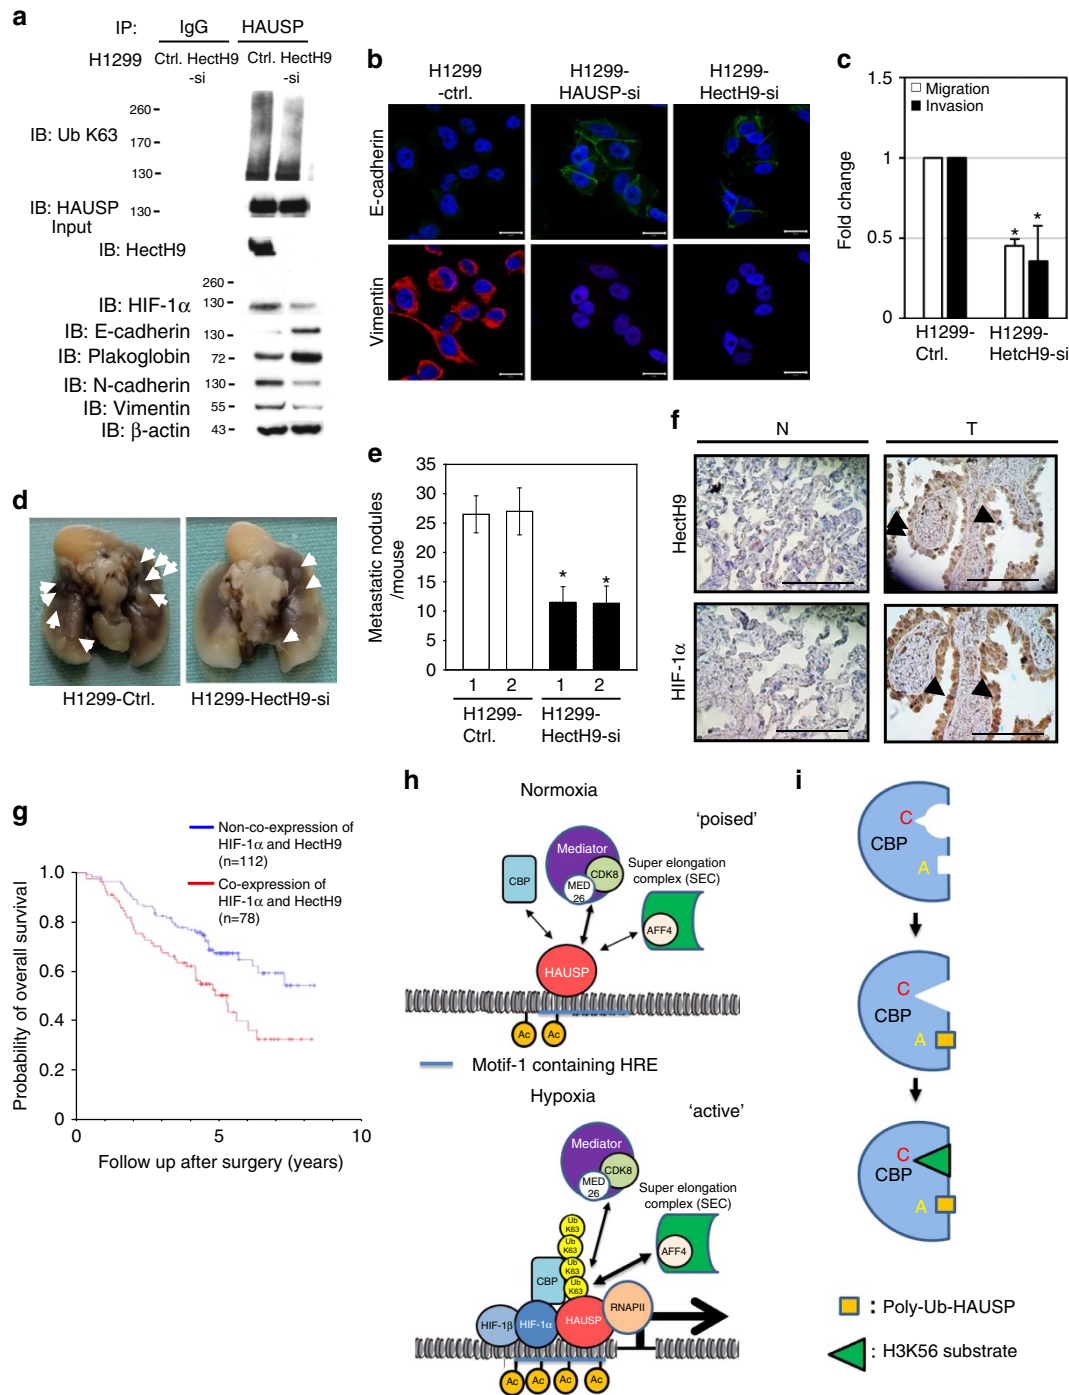 a
IP: IgG HAUSP
H1299 Ctrl. HectH9 -si Ctrl. HectH9 -si
IB: Ub K63
260
170
130
IB: HAUSP 130
Input
IB: HectH9
260
IB: HIF-1α 130
IB: E-cadherin 130
IB: Plakoglobin 72
IB: N-cadherin 130
IB: Vimentin 55
IB: β-actin 43
b
H1299 -ctrl.
H1299- HAUSP-si
H1299- HectH9-si
E-cadherin
Vimentin
c
Fold change
1.5
1
0.5
0
Migration
Invasion
* *
H1299- Ctrl.
H1299- HetcH9-si
d
H1299-Ctrl.
H1299-HectH9-si
e
Metastatic nodules /mouse
35
30
25
20
15
10
5
0
* *
1 2 1 2
H1299- Ctrl.
H1299- HectH9-si
f
N T
HectH9
HIF-1α
g
Non-co-expression of
HIF-1α and HectH9
(n=112)
Co-expression of
HIF-1α and HectH9
(n=78)
Probability of overall survival
1.0
0.8
0.6
0.4
0.2
0
0 5 10
Follow up after surgery (years)
h
Normoxia
'poised'
Mediator
CDK8
MED 26
CBP
Super elongation
complex (SEC)
AFF4
HAUSP
Ac Ac
Motif-1 containing HRE
Hypoxia
'active'
Mediator
CDK8
MED 26
Super elongation
complex (SEC)
AFF4
Ub K63
Ub K63
Ub K63
Ub K63
CBP
HIF-1β HIF-1α HAUSP RNAPII
Ac Ac Ac Ac
i
C
CBP
A
C
CBP
A
C
CBP
A
: Poly-Ub-HAUSP
: H3K56 substrate